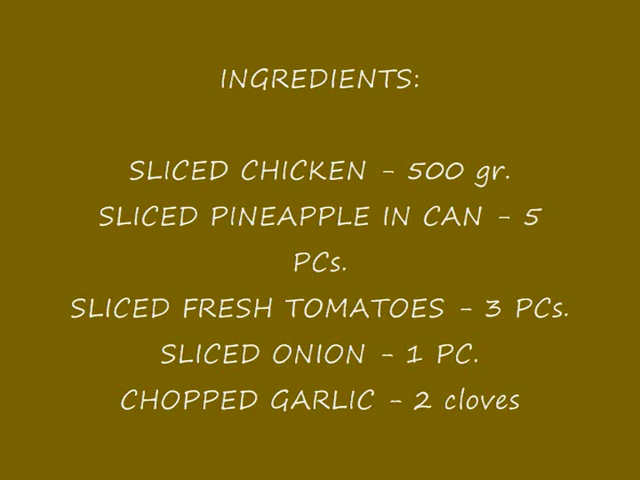 INGREDIENTS:
SLICED CHICKEN - 500 gr.
SLICED PINEAPPLE IN CAN - 5
PCs.
SLICED FRESH TOMATOES - 3 PCs.
SLICED ONION - 1 PC.
CHOPPED GARLIC - 2 cloves